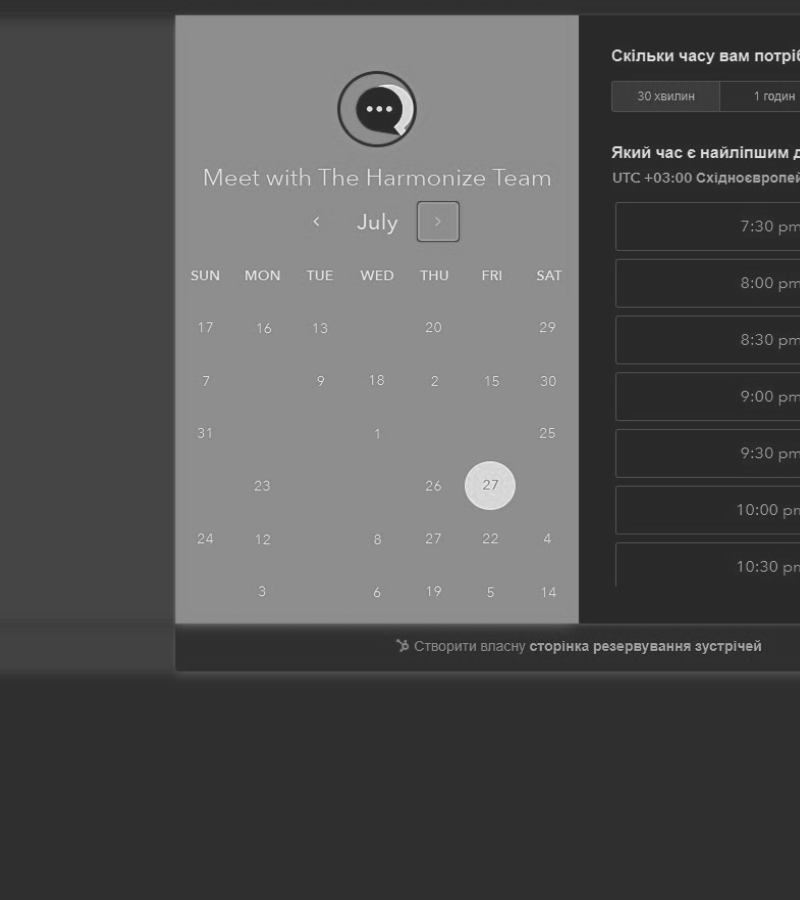 Meet with The Harmonize Team
July
SUN MON TUE WED THU FRI SAT
17 16 13 20 29
7 9 18 2 15 30
31 1 25
23 26 27
24 12 8 27 22 4
3 6 19 5 14
Скільки часу вам
30 хвилин 1 годин
Який час є найліпшим
UTC +03:00
7:30 pm
8:00 pm
8:30 pm
9:00 pm
9:30 pm
10:00 pm
10:30 pm
Створити власну сторінка резервування зустрічей